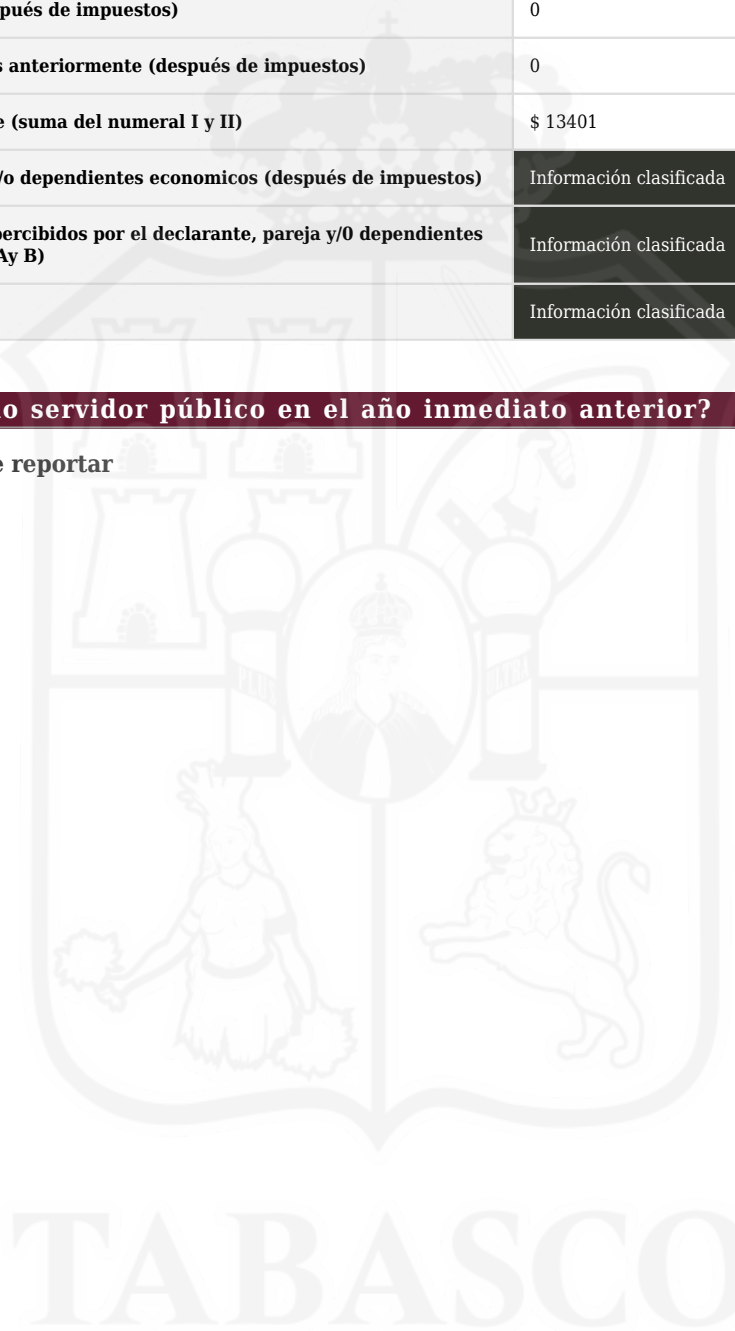 pués de impuestos) 0
s anteriormente (después de impuestos) 0
e (suma del numeral I y II) $ 13401
/o dependientes economicos (después de impuestos) Información clasificada
percibidos por el declarante, pareja y/0 dependientes
Ay B) Información clasificada
Información clasificada
o servidor público en el año inmediato anterior?
e reportar
PLUS ULTRA
TABASCO